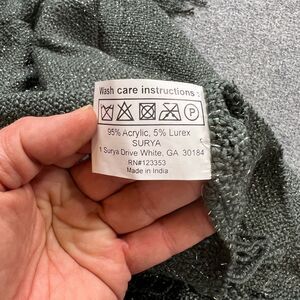 Wash care instructions :
P
95% Acrylic, 5% Lurex
SURYA
1 Surya Drive White, GA 30184
RN#123353
Made in India